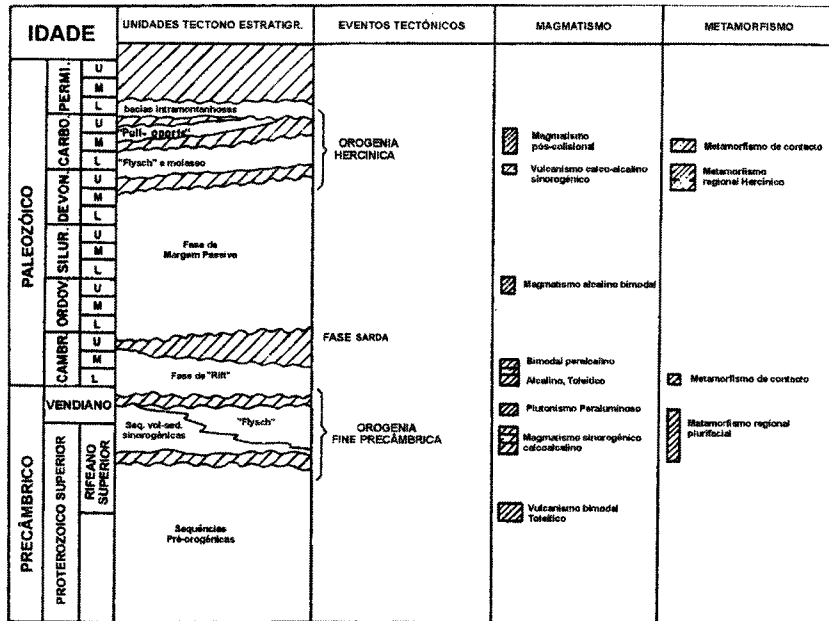 IDADE
UNIDADES TECTONO ESTRATIGR.
EVENTOS TECTÓNICOS
MAGMATISMO
METAMORFISMO
PALEOZÓICO
PERMI.
U
M
L
bacias intramontanhosas
CARBO.
U
M
L
"Pull- aparts"
"Flysch" e molasso
OROGENIA
HERCINICA
Magmatismo
pós-colisional
Vulcanismo calco-alcalino
sinorogénico
Metamorfismo de contacto
Metamorfismo
regional Hercínico
DEVON.
U
M
L
SILUR.
U
M
L
Fase de
Margem Passiva
ORDOV.
U
M
L
Magmatismo alcalino bimodal
CAMBR.
U
M
L
FASE SARDA
Fase de "Rift"
Bimodal peralcalino
Alcalino, Toleitico
Metamorfismo de contacto
PRECÂMBRICO
VENDIANO
Seq. vol-sed.
sinorogénicas
"Flysch"
OROGENIA
FINE PRECÂMBRICA
Plutonismo Peraluminoso
Magmatismo sinorogénico
calcoalcalino
Matamorfismo regional
plurifacial
PROTEROZOICO SUPERIOR
RIFEANO
SUPERIOR
Sequências
Pré-orogénicas
Vulcanismo bimodal
Toleítico